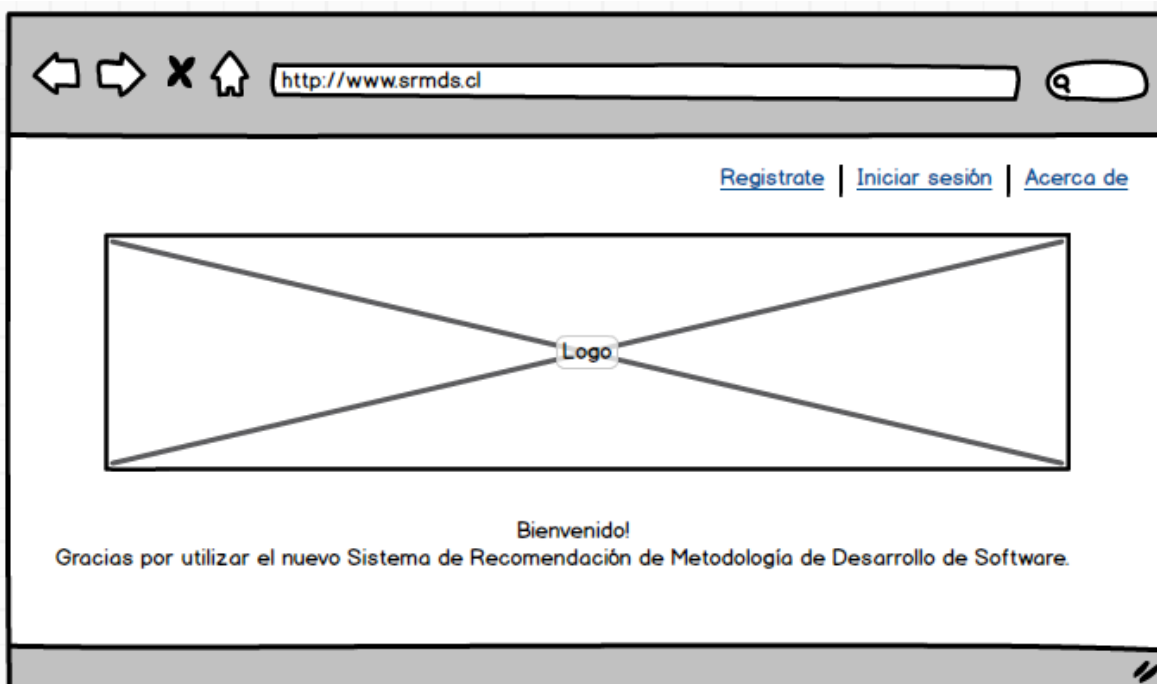 http://www.srmds.cl
Registrate | Iniciar sesión | Acerca de
Logo
Bienvenido!
Gracias por utilizar el nuevo Sistema de Recomendación de Metodología de Desarrollo de Software.